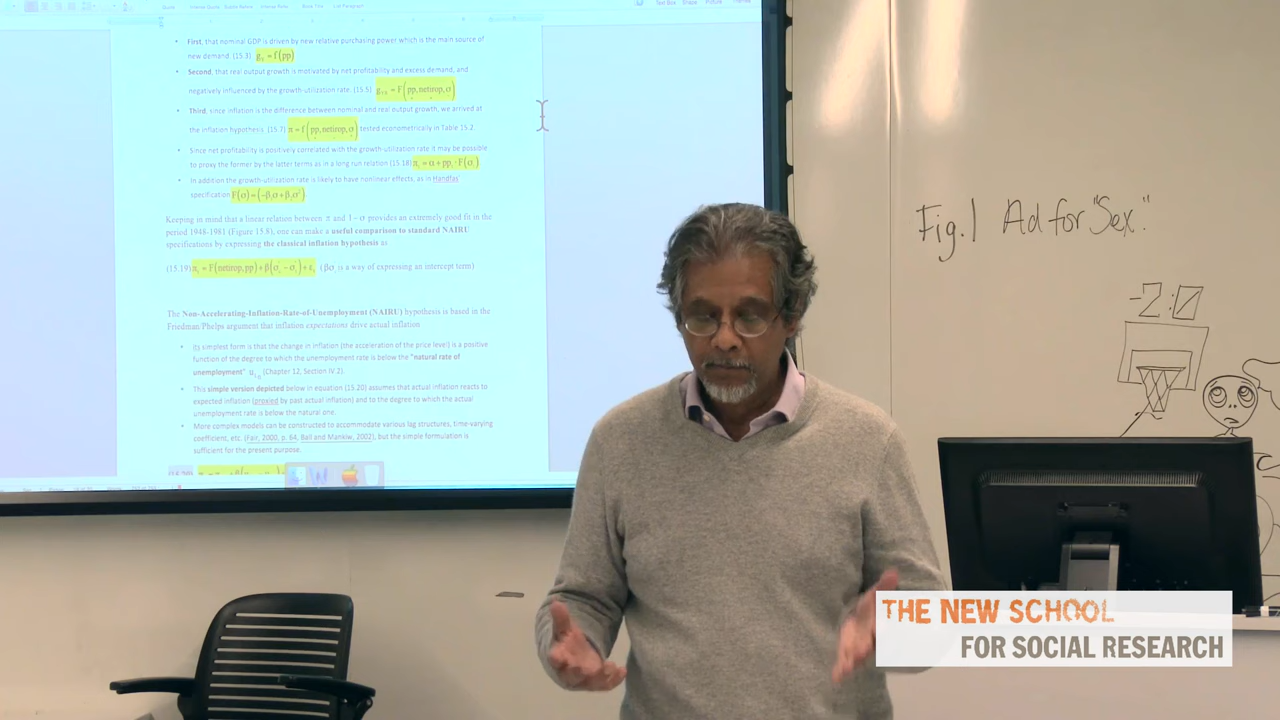 First, that nominal GDP is driven by new relative purchasing power which is the main source of
new demand. (15.3)
Second, that real output growth is motivated by net profitability and excess demand, and
negatively influenced by the growth-utilization rate. (15.5)
Third, since inflation is the difference between nominal and real output growth, we arrived at
the inflation hypothesis (15.7) π = f(pp, netirop, σ) tested econometrically in Table 15.2.
Since net profitability is positively correlated with the growth-utilization rate it may be possible
to proxy the former by the latter terms as in a long run relation (15.18)
In addition the growth-utilization rate is likely to have nonlinear effects, as in Handfas'
specification
Keeping in mind that a linear relation between π and 1 - σ provides an extremely good fit in the
period 1948-1981 (Figure 15.8), one can make a useful comparison to standard NAIRU
specifications by expressing the classical inflation hypothesis as
(15.19) is a way of expressing an intercept term)
The Non-Accelerating-Inflation-Rate-of-Unemployment (NAIRU) hypothesis is based in the
Friedman/Phelps argument that inflation expectations drive actual inflation
Its simplest form is that the change in inflation (the acceleration of the price level) is a positive
function of the degree to which the unemployment rate is below the "natural rate of
unemployment" (Chapter 12, Section IV.2).
This simple version depicted below in equation (15.20) assumes that actual inflation reacts to
expected inflation (proxied by past actual inflation) and to the degree to which the actual
unemployment rate is below the natural one.
More complex models can be constructed to accommodate various lag structures, time-varying
coefficient, etc. (Fair, 2000, p. 64, Ball and Mankiw, 2002), but the simple formulation is
sufficient for the present purpose.
(15.20)
Fig.1 Ad for "Sex."
THE NEW SCHOOL
FOR SOCIAL RESEARCH